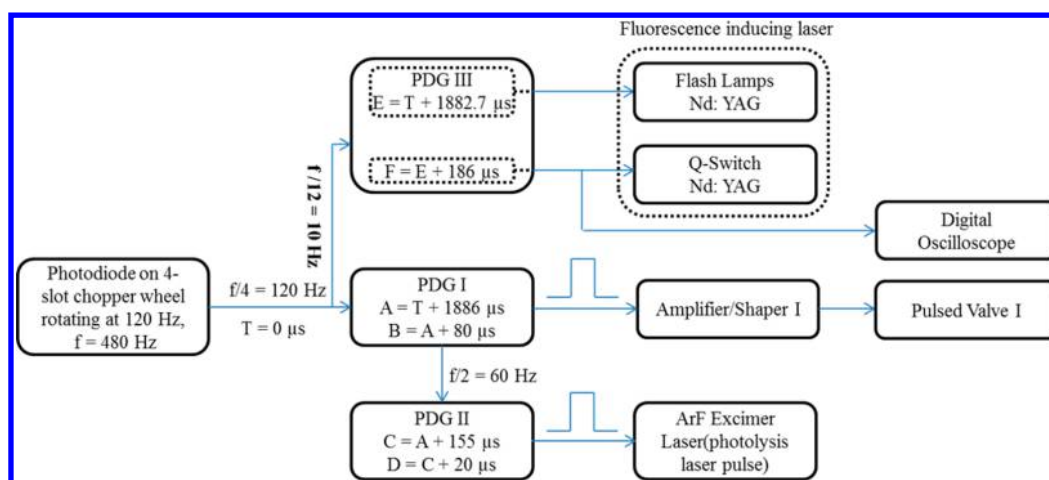 Fluorescence inducing laser
PDG III
E = T + 1882.7 µs
F = E + 186 µs
Flash Lamps
Nd: YAG
Q-Switch
Nd: YAG
Digital
Oscilloscope
f /12 = 10 Hz
Photodiode on 4-
slot chopper wheel
rotating at 120 Hz,
f = 480 Hz
f/4 = 120 Hz
T = 0 µs
PDG I
A = T + 1886 µs
B = A + 80 µs
Amplifier/Shaper I
Pulsed Valve I
f/2 = 60 Hz
PDG II
C = A + 155 µs
D = C + 20 µs
ArF Excimer
Laser(photolysis
laser pulse)